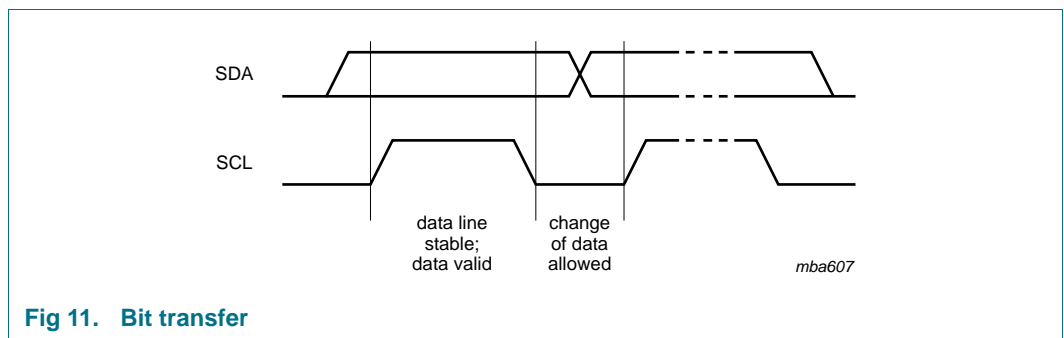 SDA
SCL
data line
stable;
data valid
change
of data
allowed
mba607
Fig 11. Bit transfer